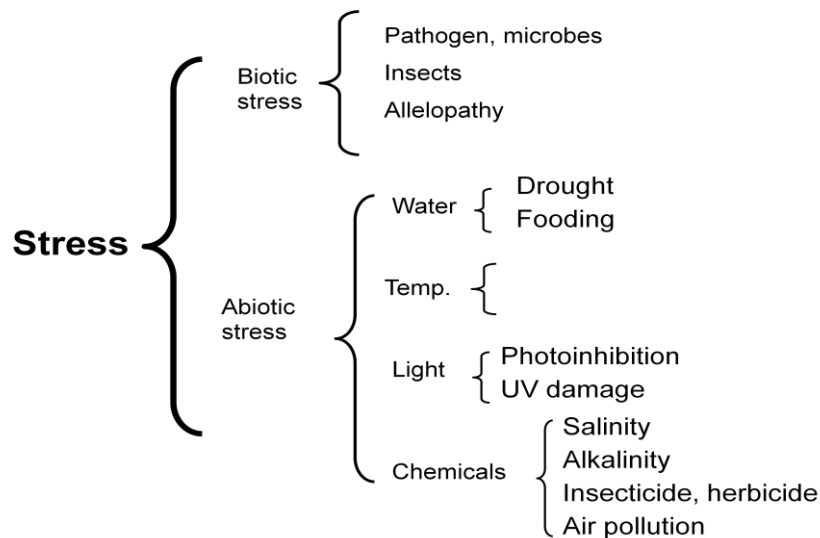 Stress
Biotic
stress
Pathogen, microbes
Insects
Allelopathy
Abiotic
stress
Water
Drought
Fooding
Temp.
Light
Photoinhibition
UV damage
Chemicals
Salinity
Alkalinity
Insecticide, herbicide
Air pollution